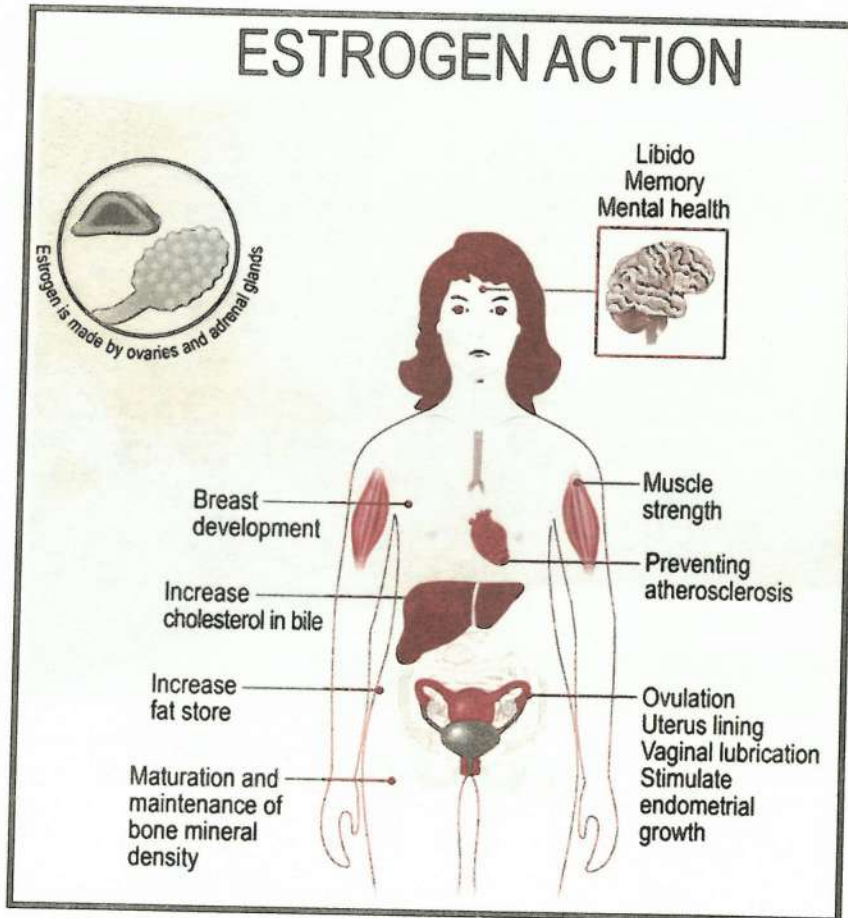 ESTROGEN ACTION
Estrogen is made by ovaries and adrenal glands
Libido
Memory
Mental health
Breast
development
Muscle
strength
Preventing
atherosclerosis
Increase
cholesterol in bile
Increase
fat store
Ovulation
Uterus lining
Vaginal lubrication
Stimulate
endometrial
growth
Maturation and
maintenance of
bone mineral
density